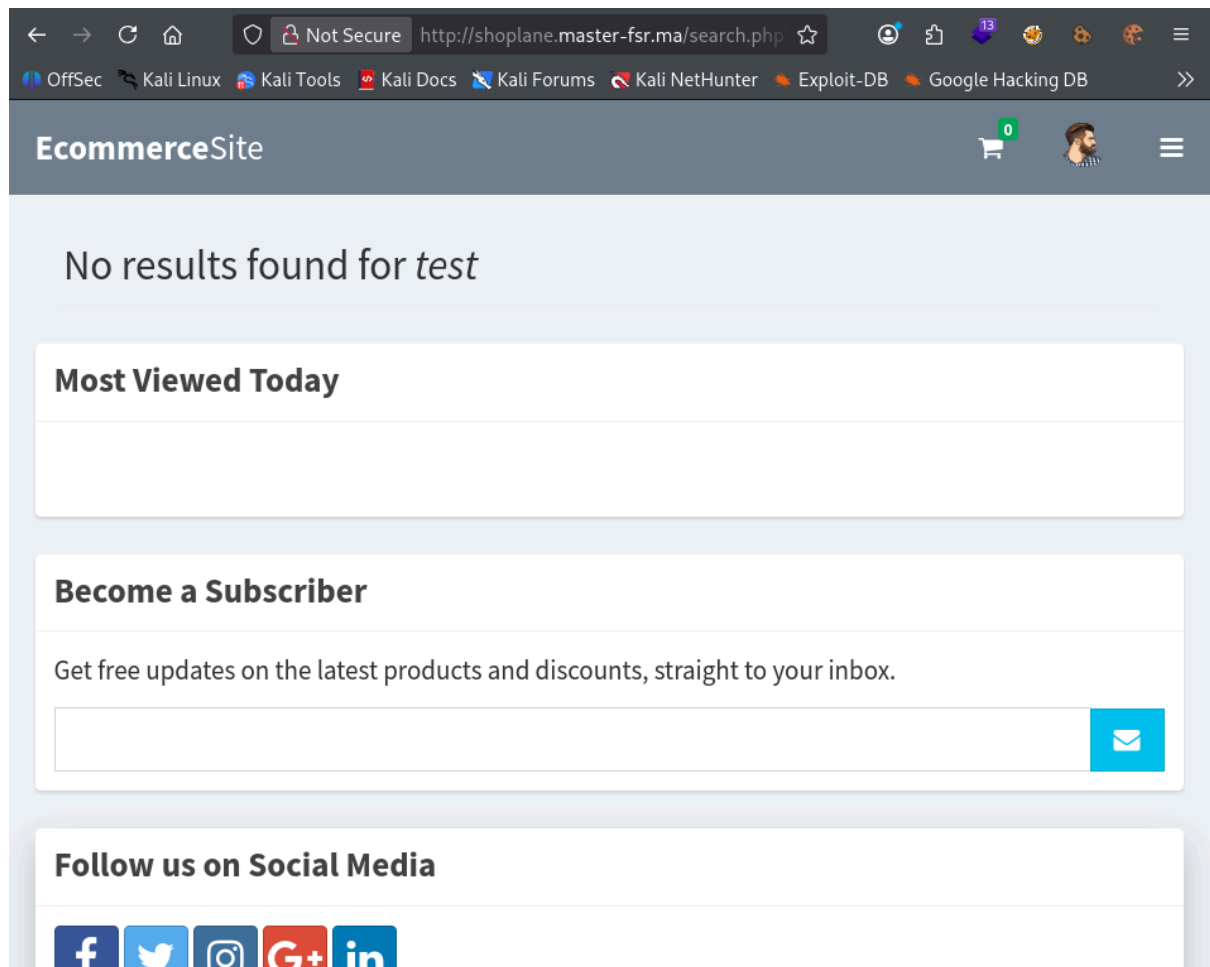 Not Secure http://shoplane.master-fsr.ma/search.php
13
OffSec Kali Linux Kali Tools Kali Docs Kali Forums Kali NetHunter Exploit-DB Google Hacking DB
EcommerceSite
0
No results found for test
Most Viewed Today
Become a Subscriber
Get free updates on the latest products and discounts, straight to your inbox.
Follow us on Social Media
f G+ in